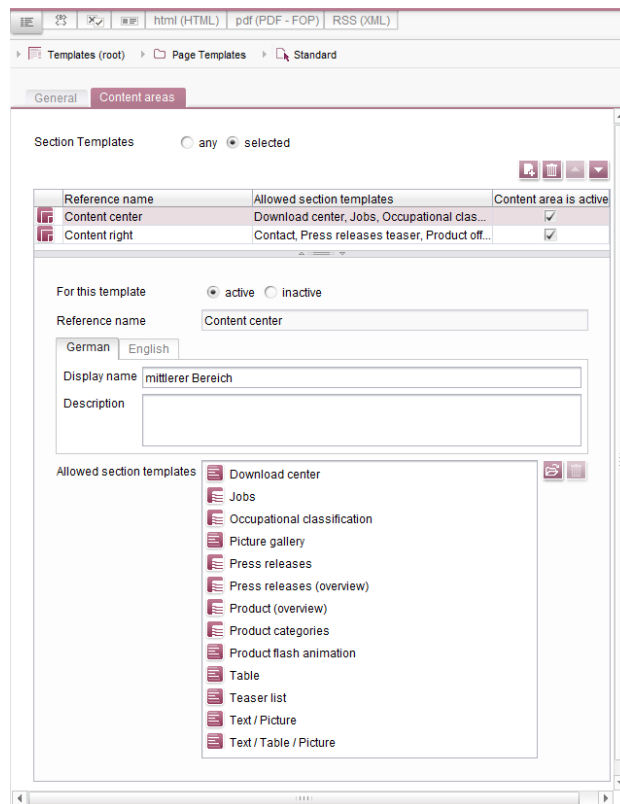 html (HTML) pdf (PDF - FOP) RSS (XML)
Templates (root) Page Templates Standard
General Content areas
Section Templates any selected
Reference name Allowed section templates Content area is active
Content center Download center, Jobs, Occupational clas...
Content right Contact, Press releases teaser, Product off...
For this template active inactive
Reference name Content center
German English
Display name mittlerer Bereich
Description
Allowed section templates Download center
Jobs
Occupational classification
Picture gallery
Press releases
Press releases (overview)
Product (overview)
Product categories
Product flash animation
Table
Teaser list
Text / Picture
Text / Table / Picture